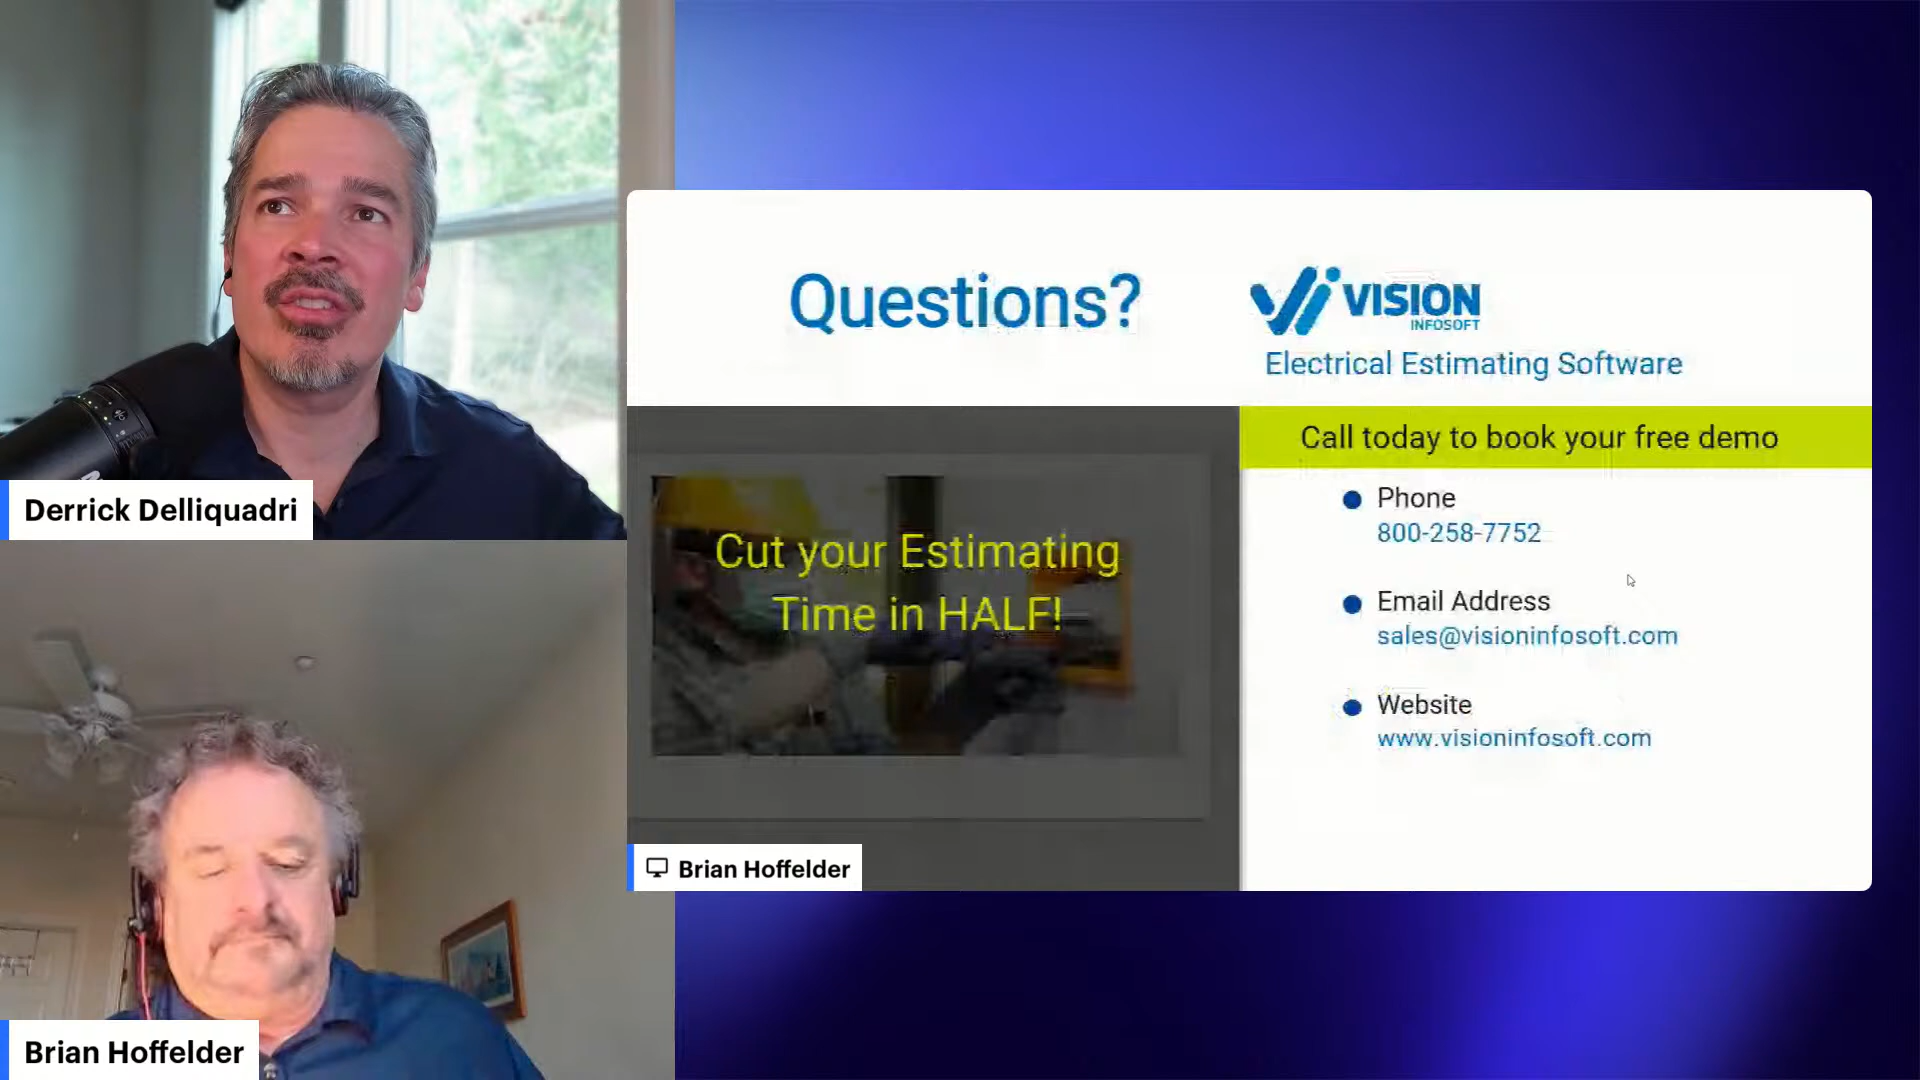 Derrick Delliquadri
Brian Hoffelder
Questions?
VISION
INFOSOFT
Electrical Estimating Software
Cut your Estimating
Time in HALF!
Call today to book your free demo
Phone
800-258-7752
Email Address
sales@visioninfosoft.com
Website
www.visioninfosoft.com
Brian Hoffelder